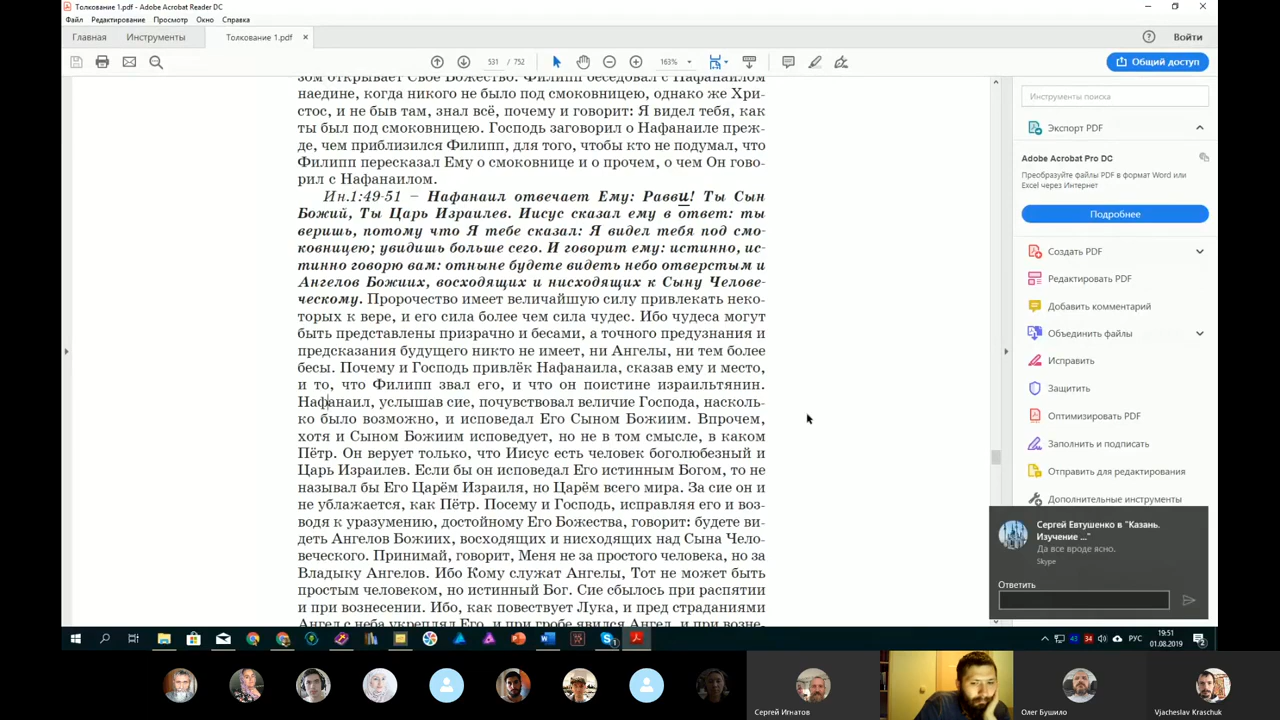 Толкование 1.pdf - Adobe Acrobat Reader DC
Файл Редактирование Просмотр Окно Справка
Главная Инструменты Толкование 1.pdf × Войти
531 / 752 163% Общий доступ
зом открывает Свое Божество. Филипп беседовал с Нафанаилом
наедине, когда никого не было под смоковницею, однако же Хри-
стос, и не быв там, знал всё, почему и говорит: Я видел тебя, как
ты был под смоковницею. Господь заговорил о Нафанаиле преж-
де, чем приблизился Филипп, для того, чтобы кто не подумал, что
Филипп пересказал Ему о смоковнице и о прочем, о чем Он гово-
рил с Нафанаилом.
Ин.1:49-51 – Нафанаил отвечает Ему: Равви! Ты Сын
Божий, Ты Царь Израилев. Иисус сказал ему в ответ: ты
веришь, потому что Я тебе сказал: Я видел тебя под смо-
ковницею; увидишь больше сего. И говорит ему: истинно, ис-
тинно говорю вам: отныне будете видеть небо отверстым и
Ангелов Божиих, восходящих и нисходящих к Сыну Челове-
ческому. Пророчество имеет величайшую силу привлекать неко-
торых к вере, и его сила более чем сила чудес. Ибо чудеса могут
быть представлены призрачно и бесами, а точного предузнания и
предсказания будущего никто не имеет, ни Ангелы, ни тем более
бесы. Почему и Господь привлёк Нафанаила, сказав ему и место,
и то, что Филипп звал его, и что он поистине израильтянин.
Нафанаил, услышав сие, почувствовал величие Господа, насколь-
ко было возможно, и исповедал Его Сыном Божиим. Впрочем,
хотя и Сыном Божиим исповедует, но не в том смысле, в каком
Пётр. Он верует только, что Иисус есть человек боголюбезный и
Царь Израилев. Если бы он исповедал Его истинным Богом, то не
называл бы Его Царём Израиля, но Царём всего мира. За сие он и
не ублажается, как Пётр. Посему и Господь, исправляя его и воз-
водя к уразумению, достойному Его Божества, говорит: будете ви-
деть Ангелов Божиих, восходящих и нисходящих над Сына Чело-
веческого. Принимай, говорит, Меня не за простого человека, но за
Владыку Ангелов. Ибо Кому служат Ангелы, Тот не может быть
простым человеком, но истинный Бог. Сие сбылось при распятии
и при вознесении. Ибо, как повествует Лука, и пред страданиями
Ангел с неба укреплял Его, и при гробе явился Ангел, и при возне-
Инструменты поиска
Экспорт PDF
Adobe Acrobat Pro DC
Преобразуйте файлы PDF в формат Word или
Excel через Интернет
Подробнее
Создать PDF
Редактировать PDF
Добавить комментарий
Объединить файлы
Исправить
Защитить
Оптимизировать PDF
Заполнить и подписать
Отправить для редактирования
Дополнительные инструменты
Сергей Евтушенко в "Казань.
Изучение ..."
Да все вроде ясно.
Skype
Ответить
43 34 РУС
19:51
01.08.2019
Сергей Игнатов
Олег Бушило
Vjacheslav Kraschuk